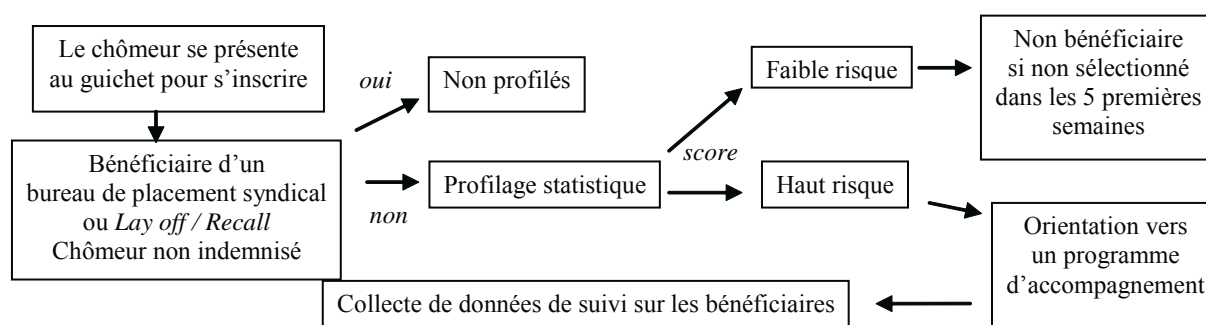 Le chômeur se présente
au guichet pour s’inscrire
Bénéficiaire d’un
bureau de placement syndical
ou Lay off / Recall
Chômeur non indemnisé
oui
Non profilés
non
Profilage statistique
score
Faible risque
Non bénéficiaire
si non sélectionné
dans les 5 premières
semaines
Haut risque
Orientation vers
un programme
d’accompagnement
Collecte de données de suivi sur les bénéficiaires